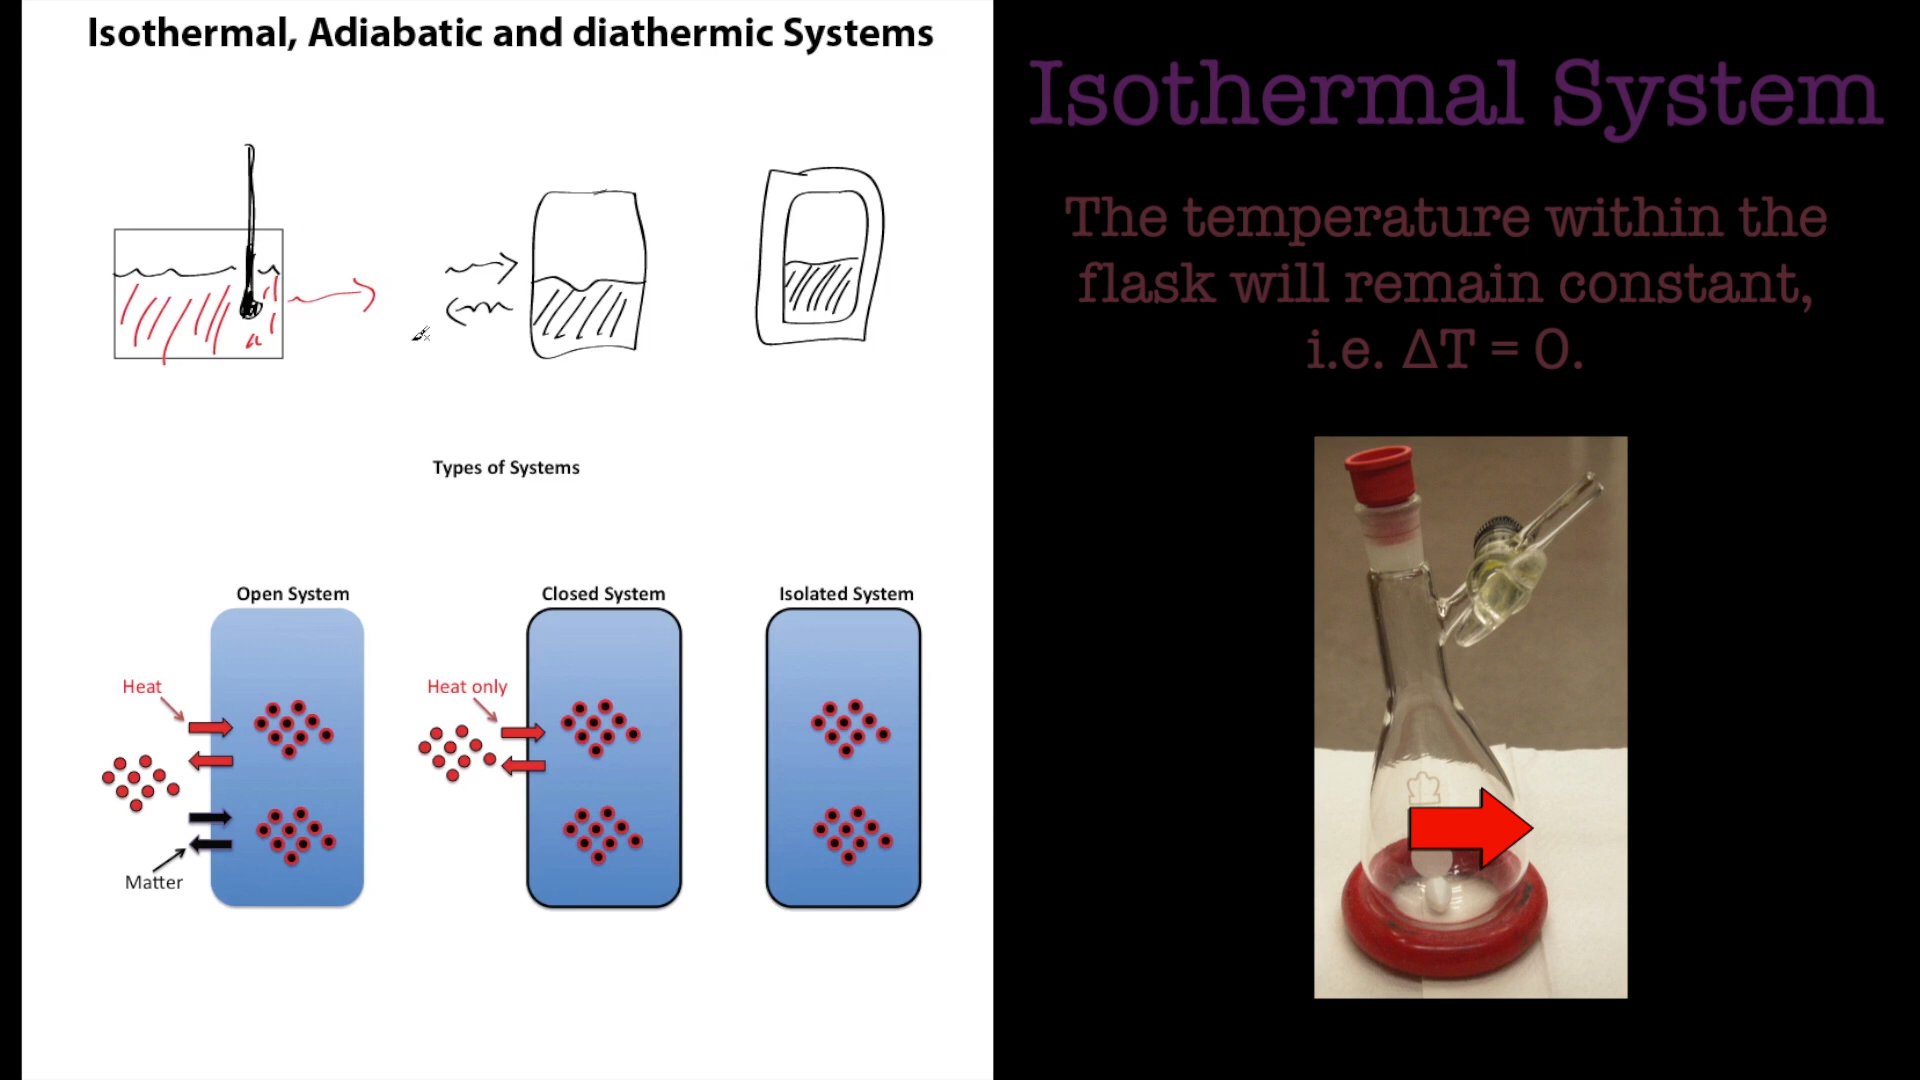 Isothermal, Adiabatic and diathermic Systems
Types of Systems
Open System
Closed System
Isolated System
Heat
Heat only
Matter
Isothermal System
The temperature within the
flask will remain constant,
i.e. ΔT = 0.